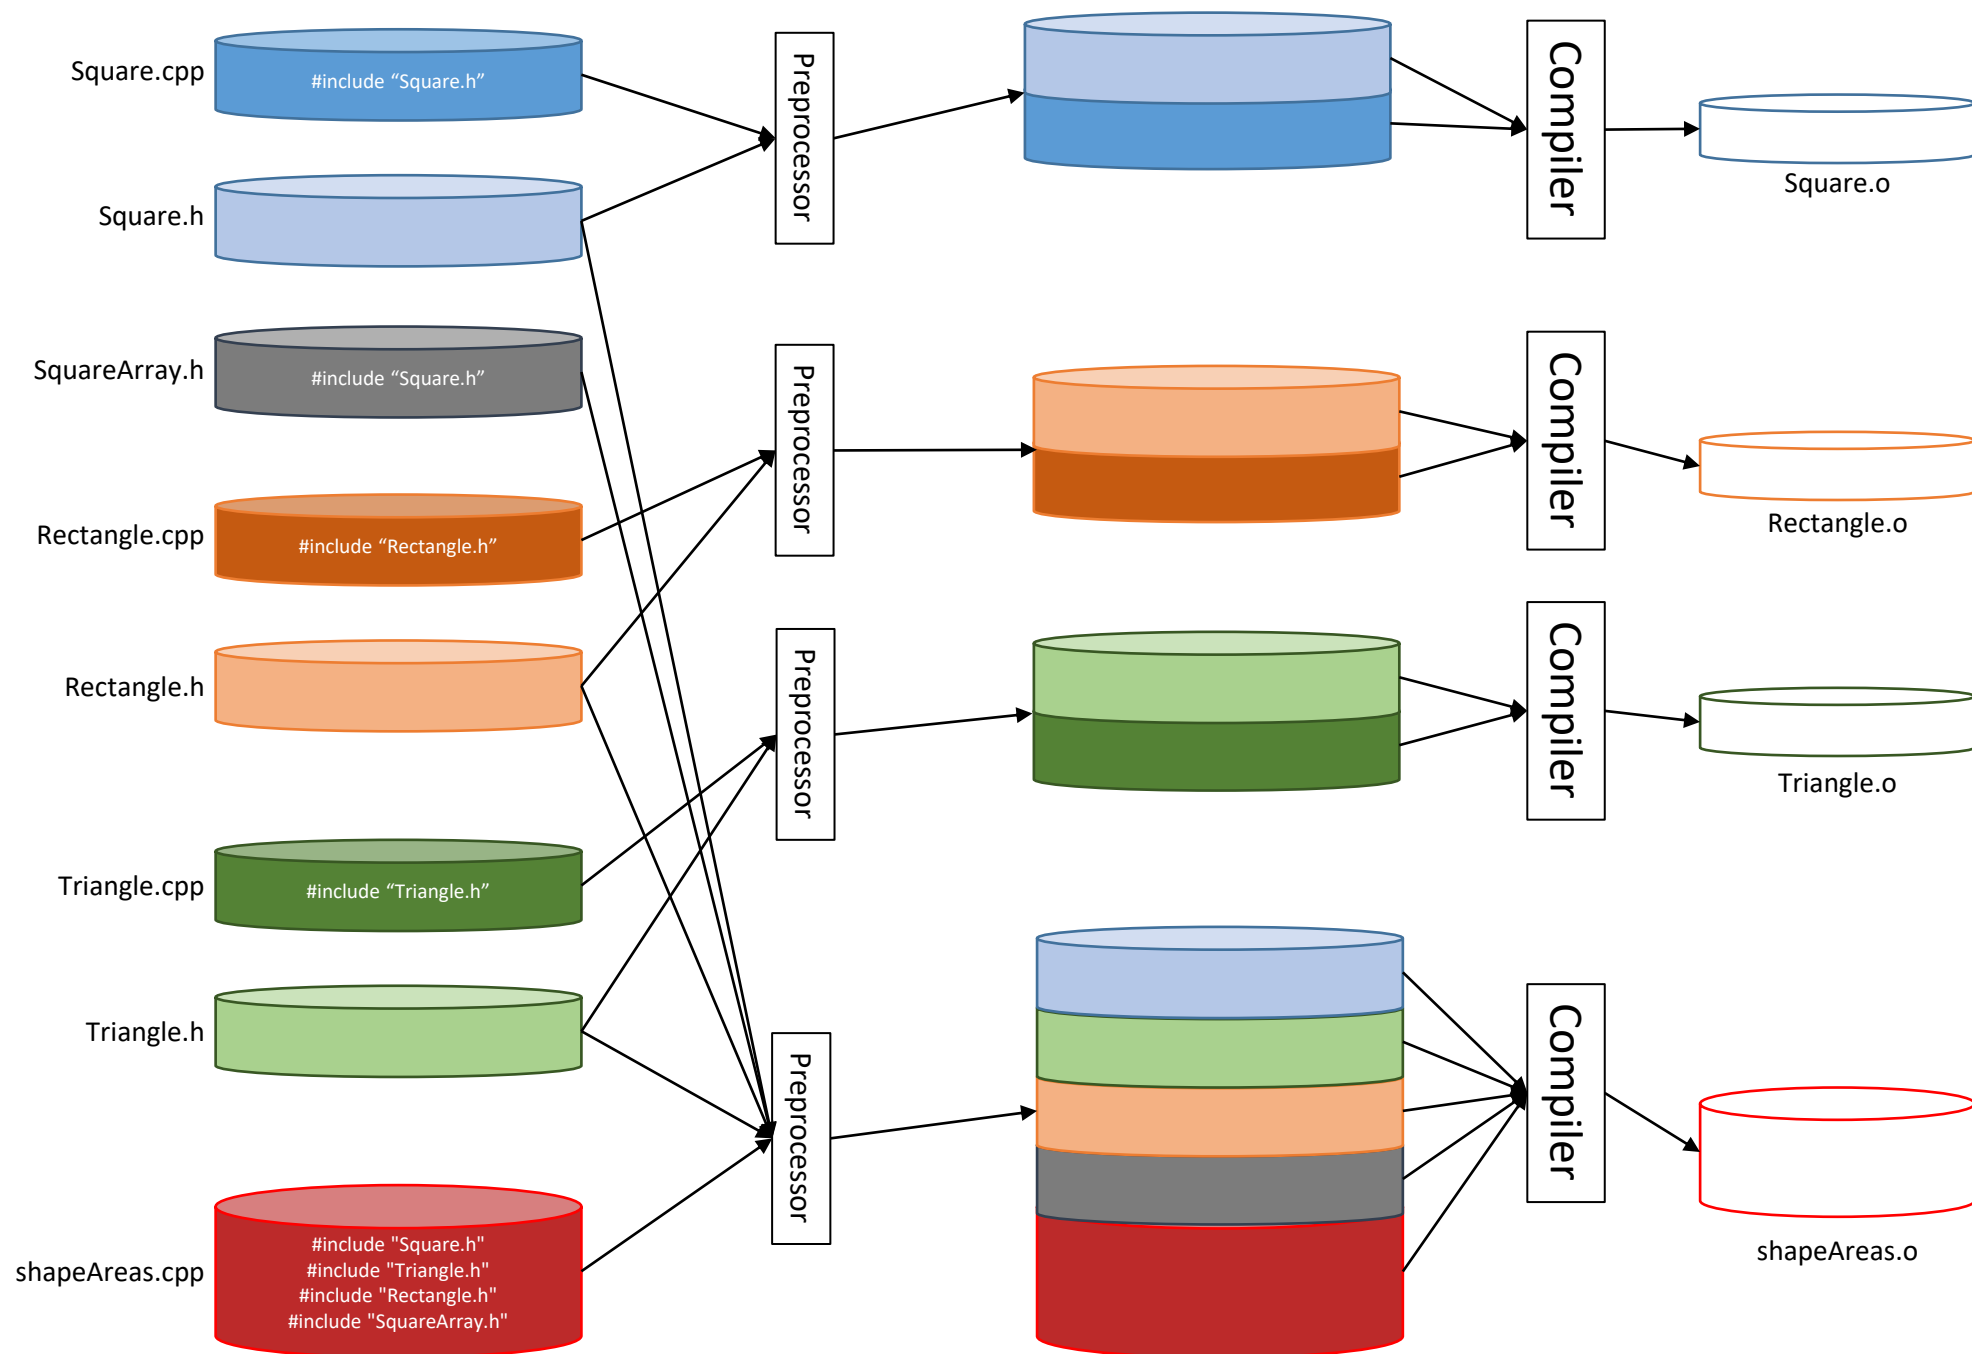 Square.cpp
#include “Square.h”
Preprocessor
Compiler
Square.o
Square.h
SquareArray.h
#include “Square.h”
Preprocessor
Compiler
Rectangle.o
Rectangle.cpp
#include “Rectangle.h”
Rectangle.h
Preprocessor
Compiler
Triangle.o
Triangle.cpp
#include “Triangle.h”
Triangle.h
Preprocessor
Compiler
shapeAreas.o
shapeAreas.cpp
#include "Square.h"
#include "Triangle.h"
#include "Rectangle.h"
#include "SquareArray.h"